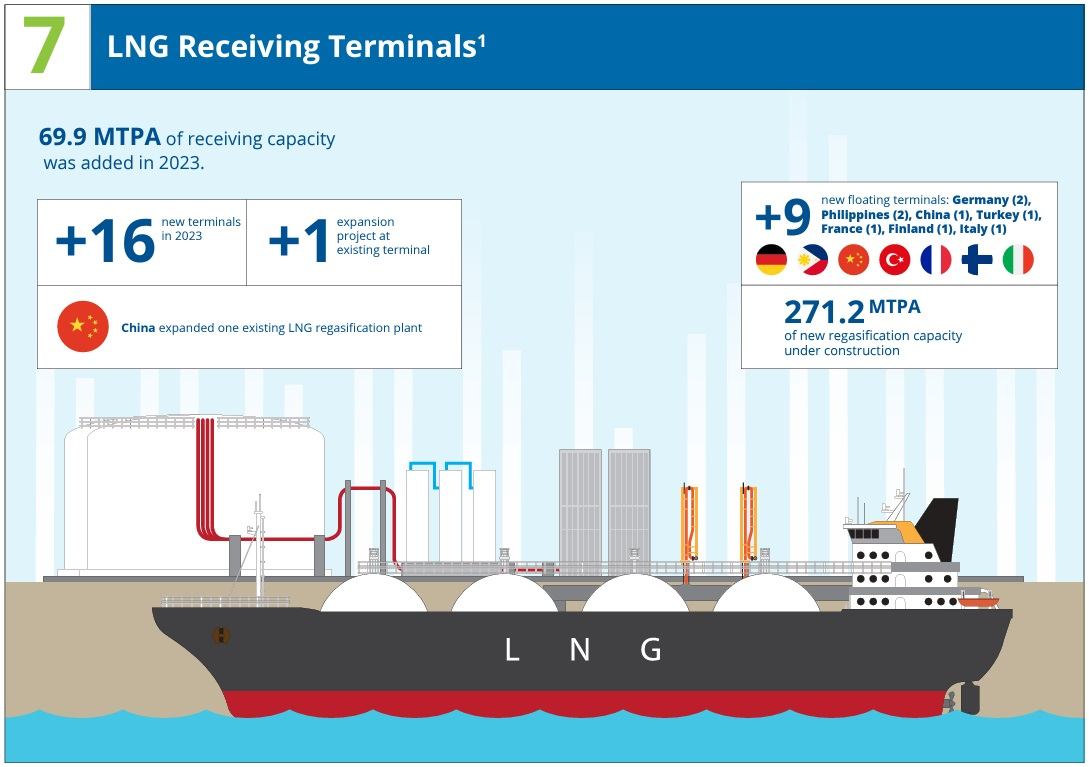 7
LNG Receiving Terminals¹
69.9 MTPA of receiving capacity
was added in 2023.
+16 new terminals
in 2023
+1 expansion
project at
existing terminal
China expanded one existing LNG regasification plant
+9 new floating terminals: Germany (2),
Philippines (2), China (1), Turkey (1),
France (1), Finland (1), Italy (1)
271.2 MTPA
of new regasification capacity
under construction
L N G